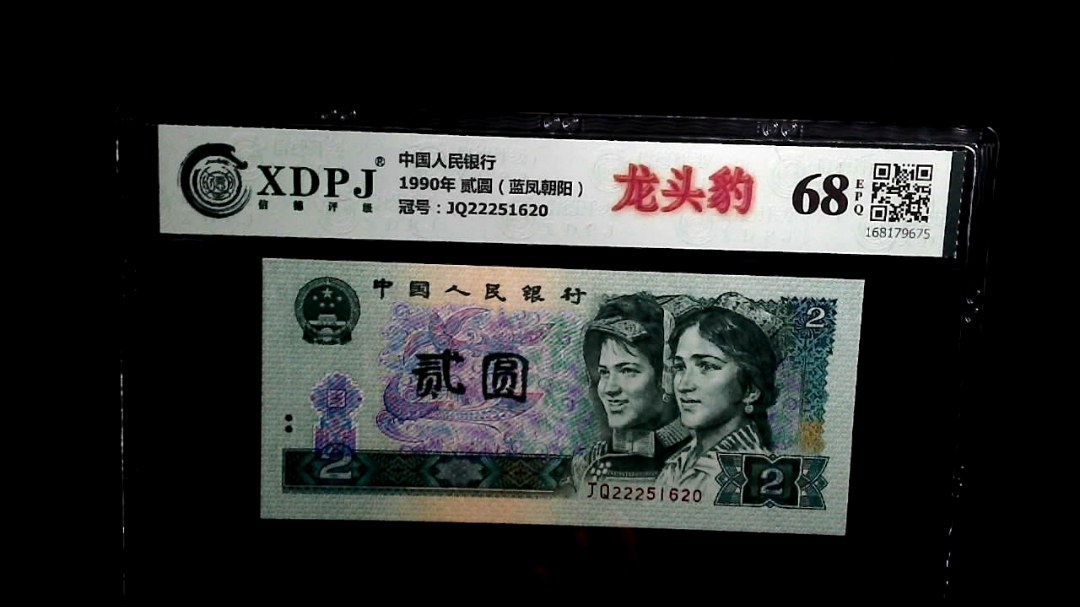 XDPJ®
信德评级
中国人民银行
1990年 贰圆（蓝凤朝阳）
冠号：JQ22251620
龙头豹
68
EPQ
168179675
中国人民银行
2
贰圆
2
JQ22251620
2